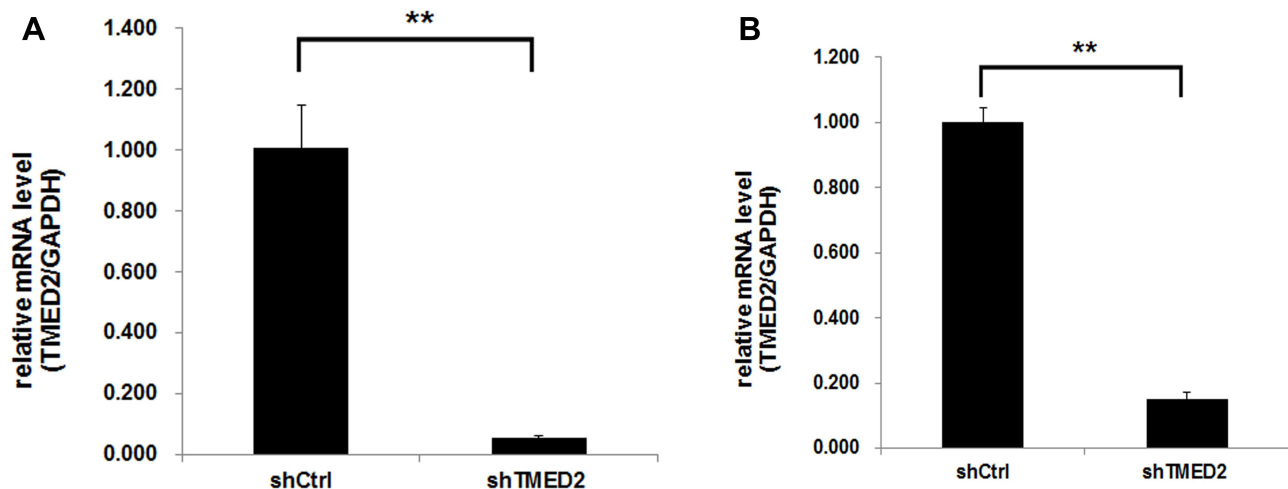 A
**
1.400
1.200
1.000
0.800
0.600
0.400
0.200
0.000
relative mRNA level
(TMED2/GAPDH)
shCtrl
shTMED2
B
**
1.200
1.000
0.800
0.600
0.400
0.200
0.000
relative mRNA level
(TMED2/GAPDH)
shCtrl
shTMED2